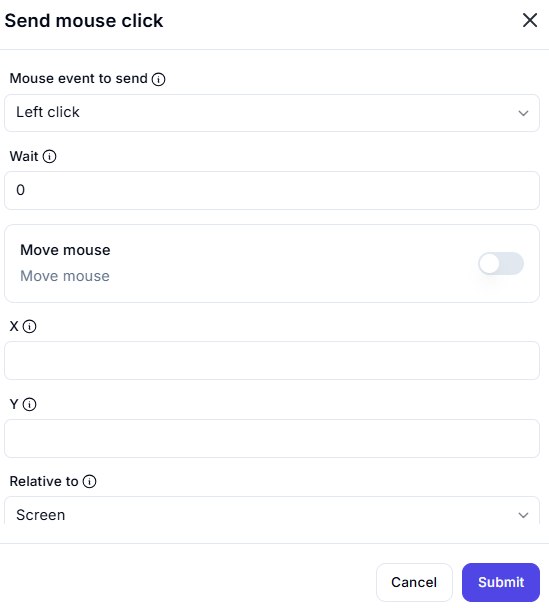 Send mouse click
Mouse event to send
Left click
Wait
0
Move mouse
Move mouse
X
Y
Relative to
Screen
Cancel Submit